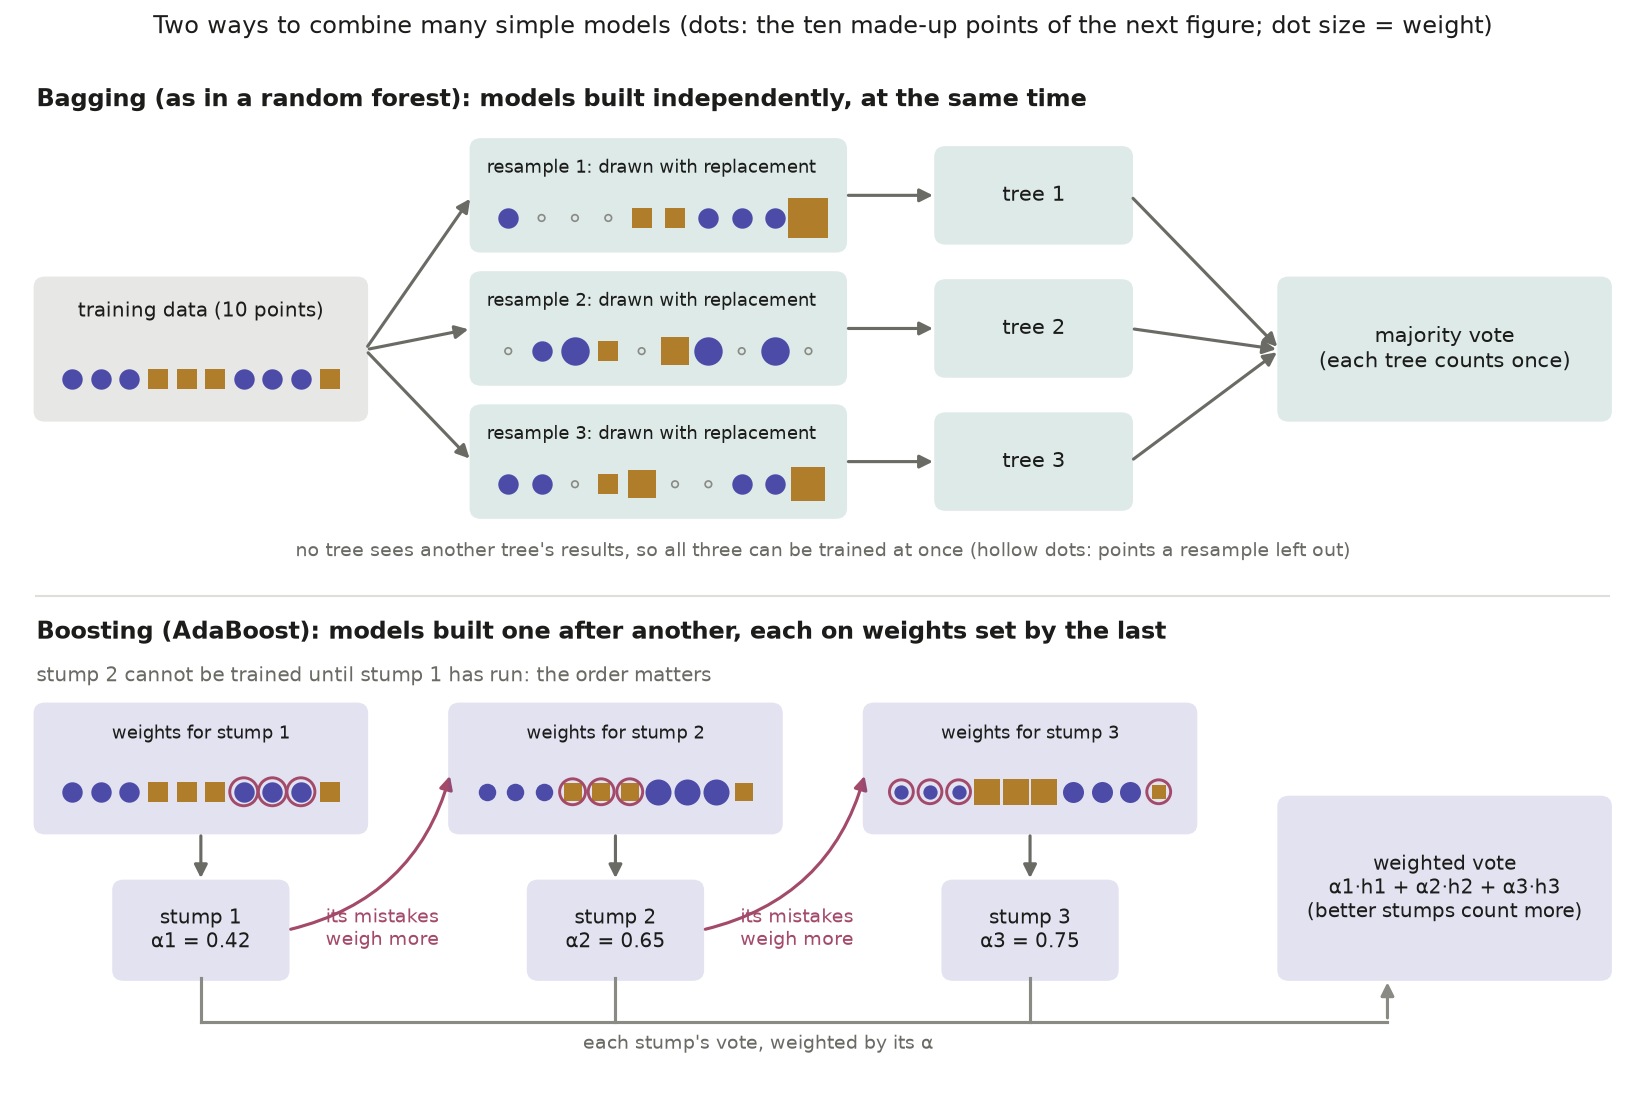 Two ways to combine many simple models (dots: the ten made-up points of the next figure; dot size = weight)
Bagging (as in a random forest): models built independently, at the same time
training data (10 points)
resample 1: drawn with replacement
tree 1
resample 2: drawn with replacement
tree 2
resample 3: drawn with replacement
tree 3
majority vote
(each tree counts once)
no tree sees another tree's results, so all three can be trained at once (hollow dots: points a resample left out)
Boosting (AdaBoost): models built one after another, each on weights set by the last
stump 2 cannot be trained until stump 1 has run: the order matters
weights for stump 1
weights for stump 2
weights for stump 3
stump 1
α1 = 0.42
its mistakes
weigh more
stump 2
α2 = 0.65
its mistakes
weigh more
stump 3
α3 = 0.75
weighted vote
α1·h1 + α2·h2 + α3·h3
(better stumps count more)
each stump's vote, weighted by its α